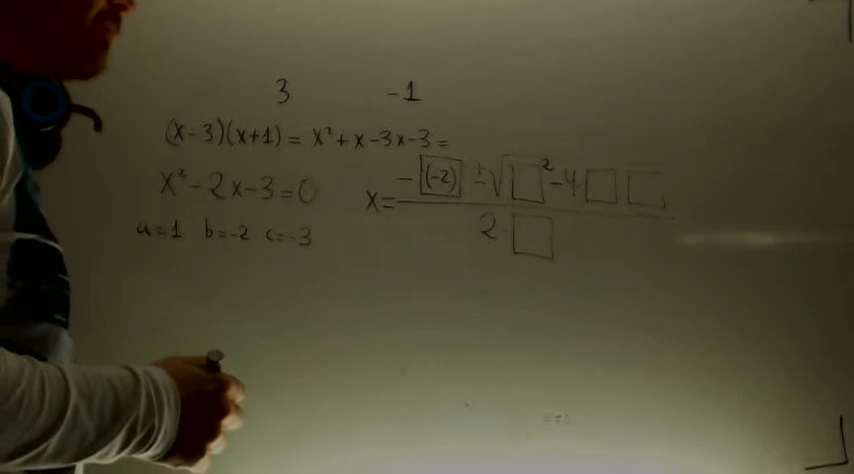 3 -1
(x-3)(x+1) = x²+x-3x-3=
x²-2x-3=0
a=1 b=-2 c=-3
x= -(-2) ± √ ² -4
2